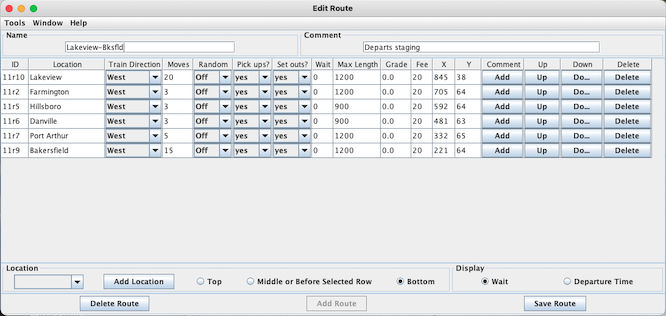 Edit Route
Tools Window Help
Name Comment
Lakeview-Bksfld Departs staging
ID Location Train Direction Moves Random Pick ups? Set outs? Wait Max Length Grade Fee X Y Comment Up Down Delete
11r10 Lakeview West 20 Off yes yes 0 1200 0.0 20 845 38 Add Up Do... Delete
11r2 Farmington West 3 Off yes yes 0 1200 0.0 20 705 64 Add Up Do... Delete
11r5 Hillsboro West 3 Off yes yes 0 900 0.0 20 592 64 Add Up Do... Delete
11r6 Danville West 3 Off yes yes 0 900 0.0 20 481 63 Add Up Do... Delete
11r7 Port Arthur West 5 Off yes yes 0 1200 0.0 20 332 65 Add Up Do... Delete
11r9 Bakersfield West 15 Off yes yes 0 1200 0.0 20 221 64 Add Up Do... Delete
Location Display
Add Location Top Middle or Before Selected Row Bottom Wait Departure Time
Delete Route Add Route Save Route